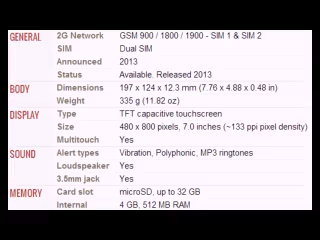 GENERAL 2G Network GSM 900 / 1800 / 1900 - SIM 1 & SIM 2
SIM Dual SIM
Announced 2013
Status Available. Released 2013
BODY Dimensions 197 x 124 x 12.3 mm (7.76 x 4.88 x 0.48 in)
Weight 335 g (11.82 oz)
DISPLAY Type TFT capacitive touchscreen
Size 480 x 800 pixels, 7.0 inches (~133 ppi pixel density)
Multitouch Yes
SOUND Alert types Vibration, Polyphonic, MP3 ringtones
Loudspeaker Yes
3.5mm jack Yes
MEMORY Card slot microSD, up to 32 GB
Internal 4 GB, 512 MB RAM